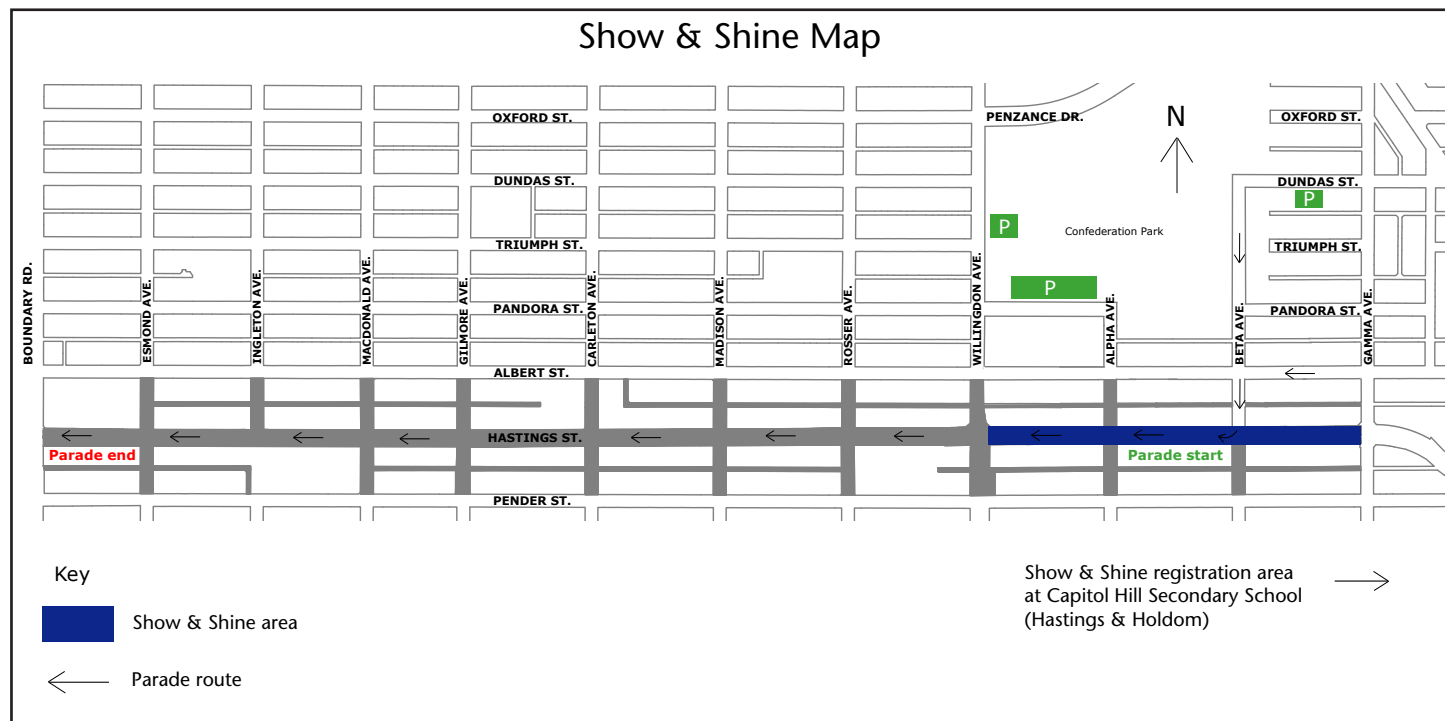 Show & Shine Map
OXFORD ST.
PENZANCE DR.
N
OXFORD ST.
DUNDAS ST.
DUNDAS ST.
P
P
Confederation Park
TRIUMPH ST.
TRIUMPH ST.
P
PANDORA ST.
PANDORA ST.
BOUNDARY RD.
ESMOND AVE.
INGLETON AVE.
MACDONALD AVE.
GILMORE AVE.
CARLETON AVE.
MADISON AVE.
ROSSER AVE.
WILLINGDON AVE.
ALPHA AVE.
BETA AVE.
GAMMA AVE.
ALBERT ST.
HASTINGS ST.
Parade end
Parade start
PENDER ST.
Key
Show & Shine area
Parade route
Show & Shine registration area
at Capitol Hill Secondary School
(Hastings & Holdom)